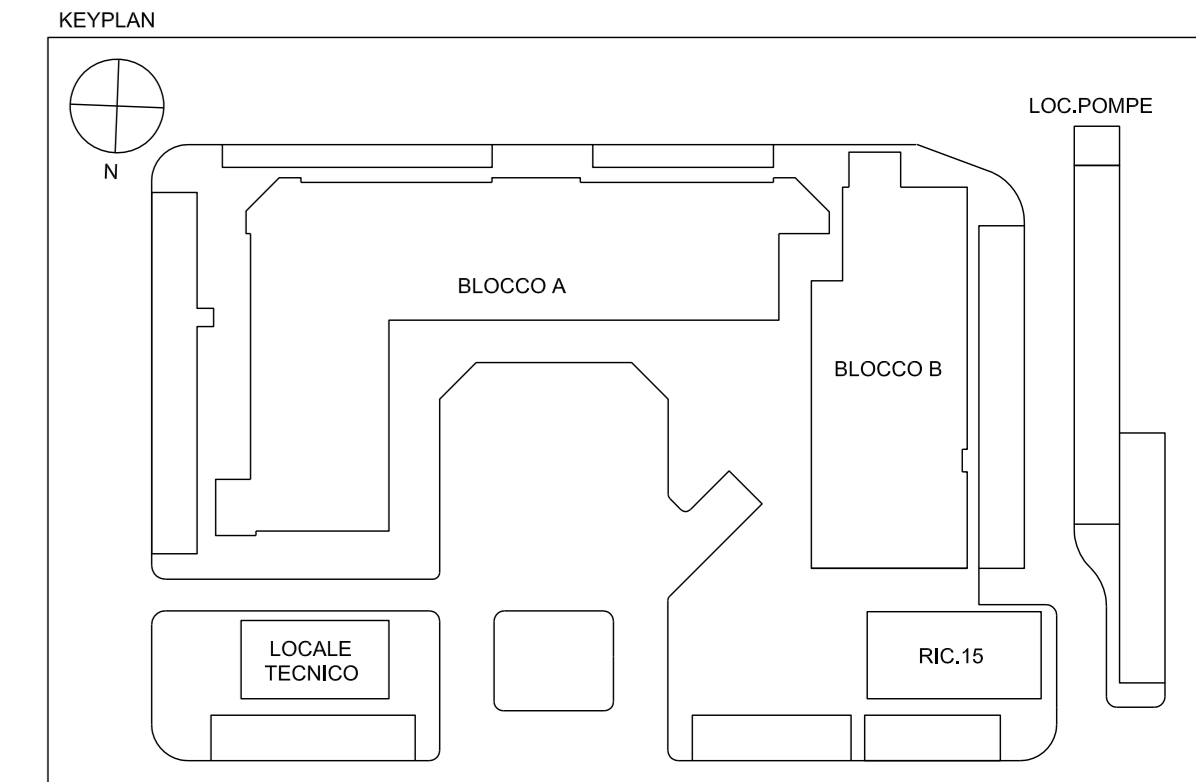 KEYPLAN
N
LOC.POMPE
BLOCCO A
BLOCCO B
LOCALE
TECNICO
RIC.15